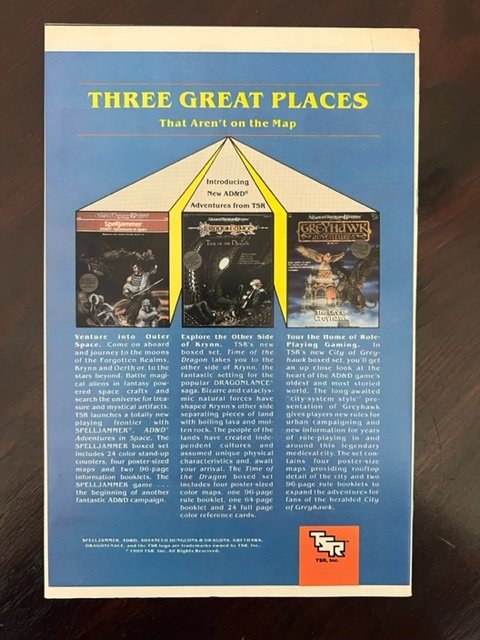 THREE GREAT PLACES
That Aren't on the Map
Introducing
New AD&D®
Adventures from TSR
Advanced Dungeons & Dragons
Spelljammer
AD&D Adventures in Space
Advanced Dungeons & Dragons
Time of the Dragon
Advanced Dungeons & Dragons
GREYHAWK
ADVENTURES
The City of
GREYHAWK
Venture into Outer
Space. Come on aboard
and journey to the moons
of the Forgotten Realms,
Krynn and Oerth or, to the
stars beyond. Battle magi-
cal aliens in fantasy pow-
ered space crafts and
search the universe for trea-
sure and mystical artifacts.
TSR launches a totally new
playing frontier with
SPELLJAMMER, AD&D
Adventures in Space. The
SPELLJAMMER boxed set
includes 24 color stand-up
counters, four poster-sized
maps and two 96-page
information booklets. The
SPELLJAMMER game . . .
the beginning of another
fantastic AD&D campaign.
Explore the Other Side
of Krynn. TSR's new
boxed set, Time of the
Dragon takes you to the
other side of Krynn, the
fantastic setting for the
popular DRAGONLANCE
saga. Bizarre and cataclys-
mic natural forces have
shaped Krynn's other side
separating pieces of land
with boiling lava and mol-
ten rock. The people of the
lands have created inde-
pendent cultures and
assumed unique physical
characteristics and, await
your arrival. The Time of
the Dragon boxed set
includes four poster-sized
color maps, one 96-page
rule booklet, one 64-page
booklet and 24 full page
color reference cards.
Tour the Home of Role-
Playing Gaming. In
TSR's new City of Grey-
hawk boxed set, you'll get
an up close look at the
heart of the AD&D game's
oldest and most storied
world. The long-awaited
"city-system style" pre-
sentation of Greyhawk
gives players new rules for
urban campaigning and
new information for years
of role-playing in and
around this legendary
medieval city. The set con-
tains four poster-size
maps providing rooftop
detail of the city and two
96-page rule booklets to
expand the adventures for
fans of the heralded City
of Greyhawk.
SPELLJAMMER, AD&D, ADVANCED DUNGEONS & DRAGONS, GREYHAWK,
DRAGONLANCE, and the TSR logo are trademarks owned by TSR, Inc.
©1989 TSR, Inc. All Rights Reserved.
TSR
TSR, Inc.